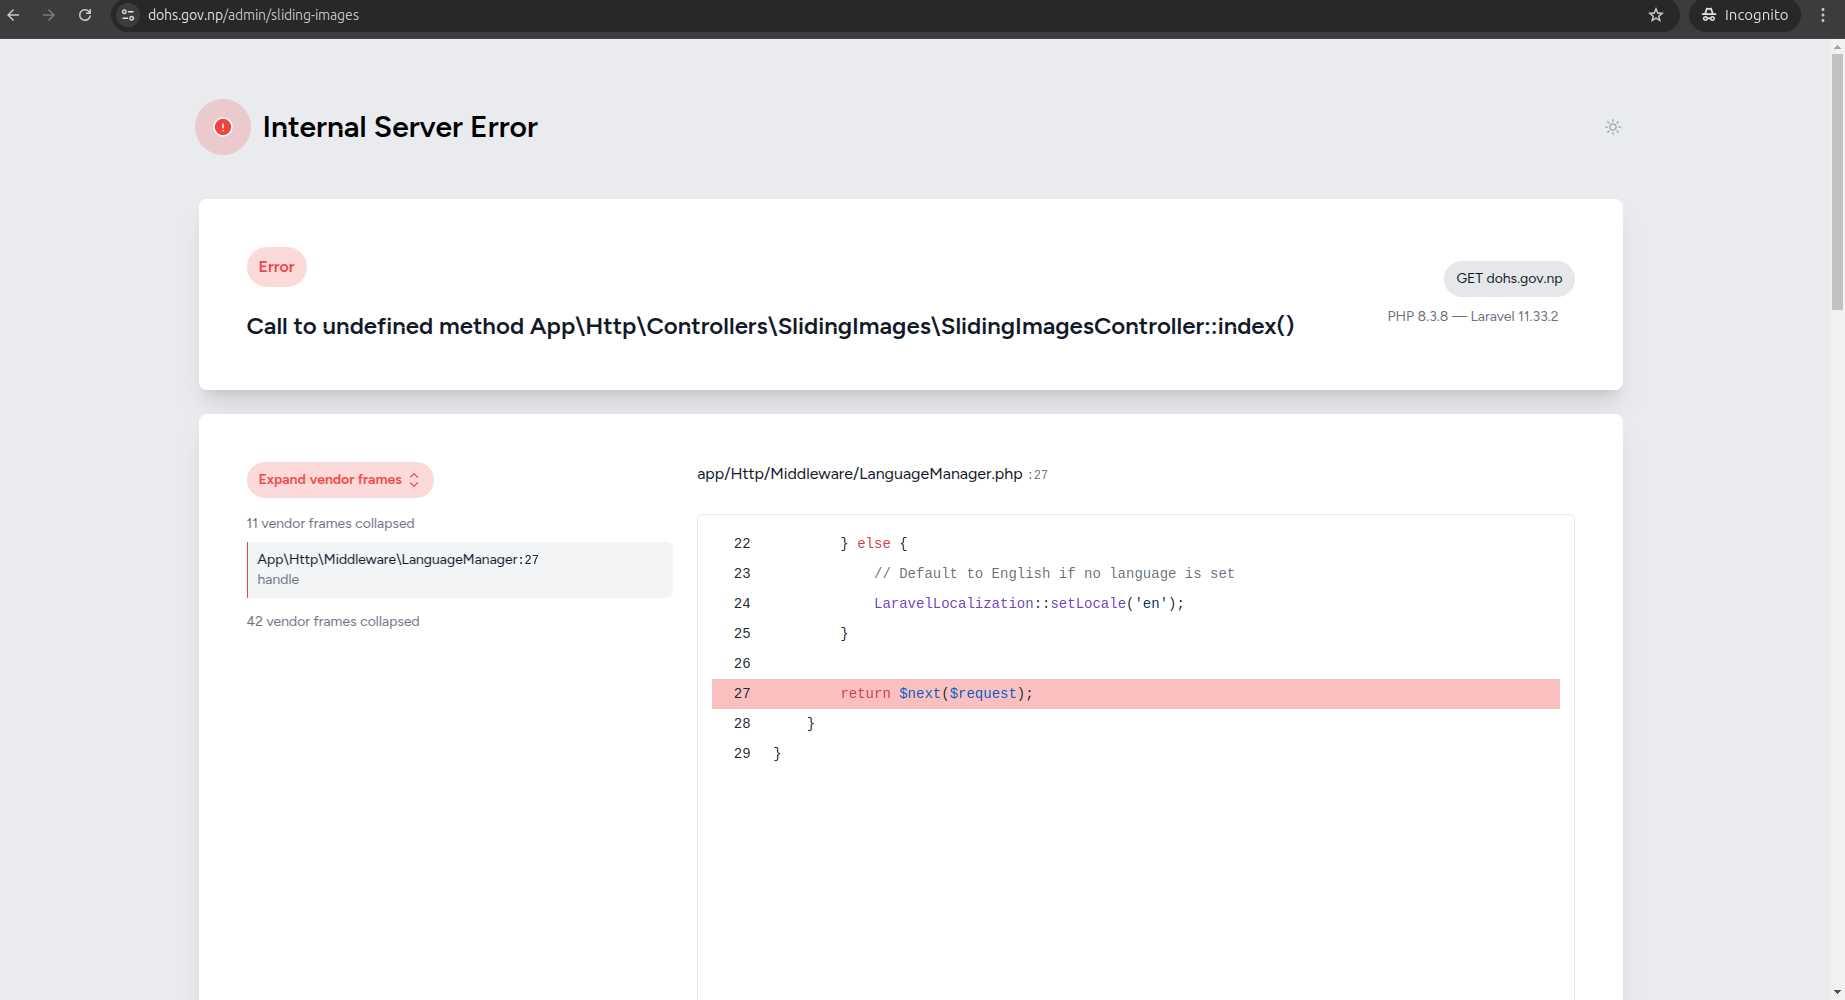 dohs.gov.np/admin/sliding-images
Incognito
Internal Server Error
Error
GET dohs.gov.np
Call to undefined method App\Http\Controllers\SlidingImages\SlidingImagesController::index()
PHP 8.3.8 — Laravel 11.33.2
Expand vendor frames
11 vendor frames collapsed
App\Http\Middleware\LanguageManager:27
handle
42 vendor frames collapsed
app/Http/Middleware/LanguageManager.php :27
22 } else {
23 // Default to English if no language is set
24 LaravelLocalization::setLocale('en');
25 }
26
27 return $next($request);
28 }
29 }